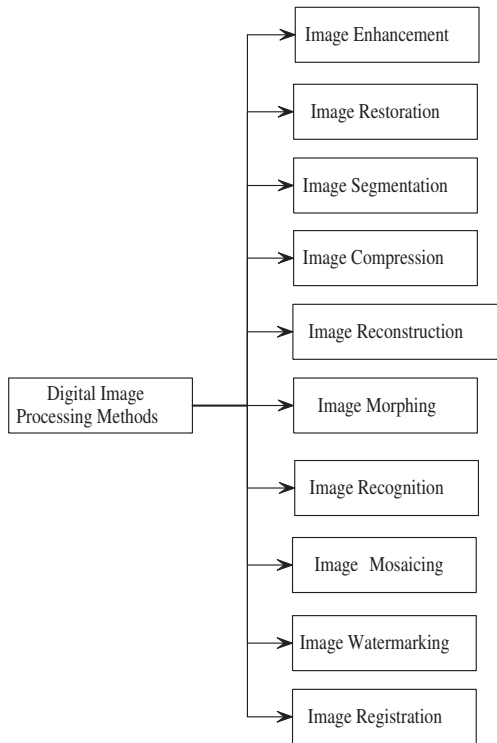 Image Enhancement
Image Restoration
Image Segmentation
Image Compression
Image Reconstruction
Digital Image
Processing Methods
Image Morphing
Image Recognition
Image Mosaicing
Image Watermarking
Image Registration